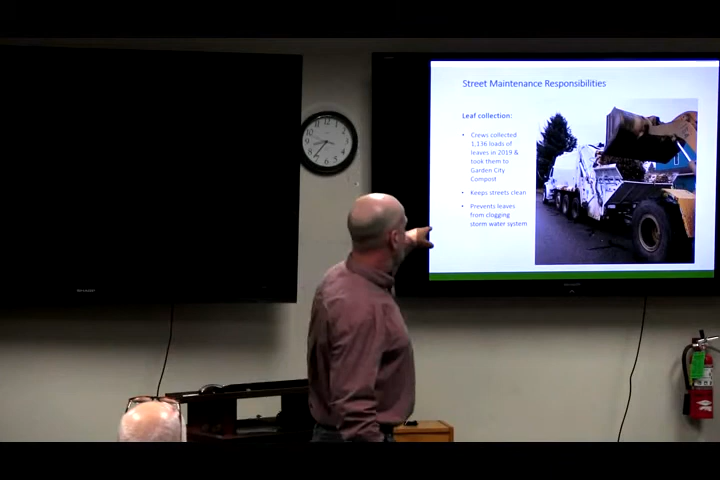 Street Maintenance Responsibilities
Leaf collection:
• Crews collected
1,136 loads of
leaves in 2019 &
took them to
Garden City
Compost
• Keeps streets clean
• Prevents leaves
from clogging
storm water system
12